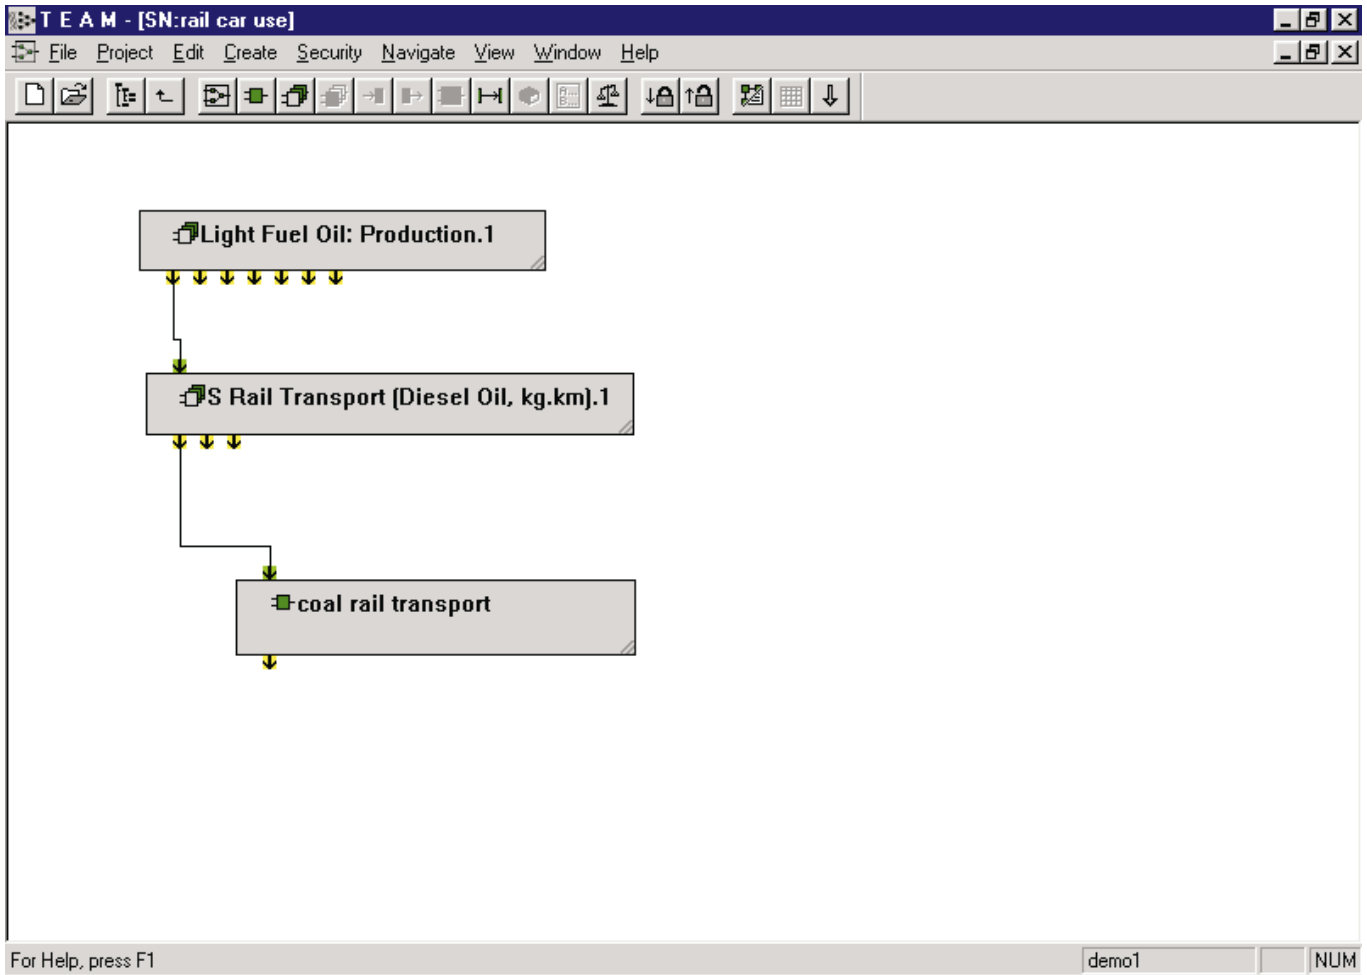 T E A M - [SN:rail car use]
File Project Edit Create Security Navigate View Window Help
Light Fuel Oil: Production.1
S Rail Transport (Diesel Oil, kg.km).1
coal rail transport
For Help, press F1 demo1 NUM